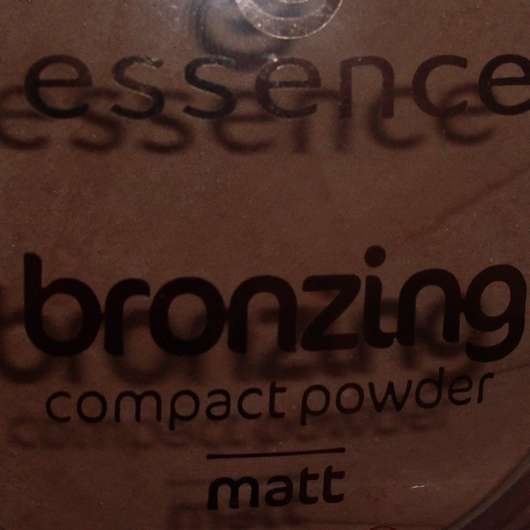 essence
bronzing
compact powder
matt